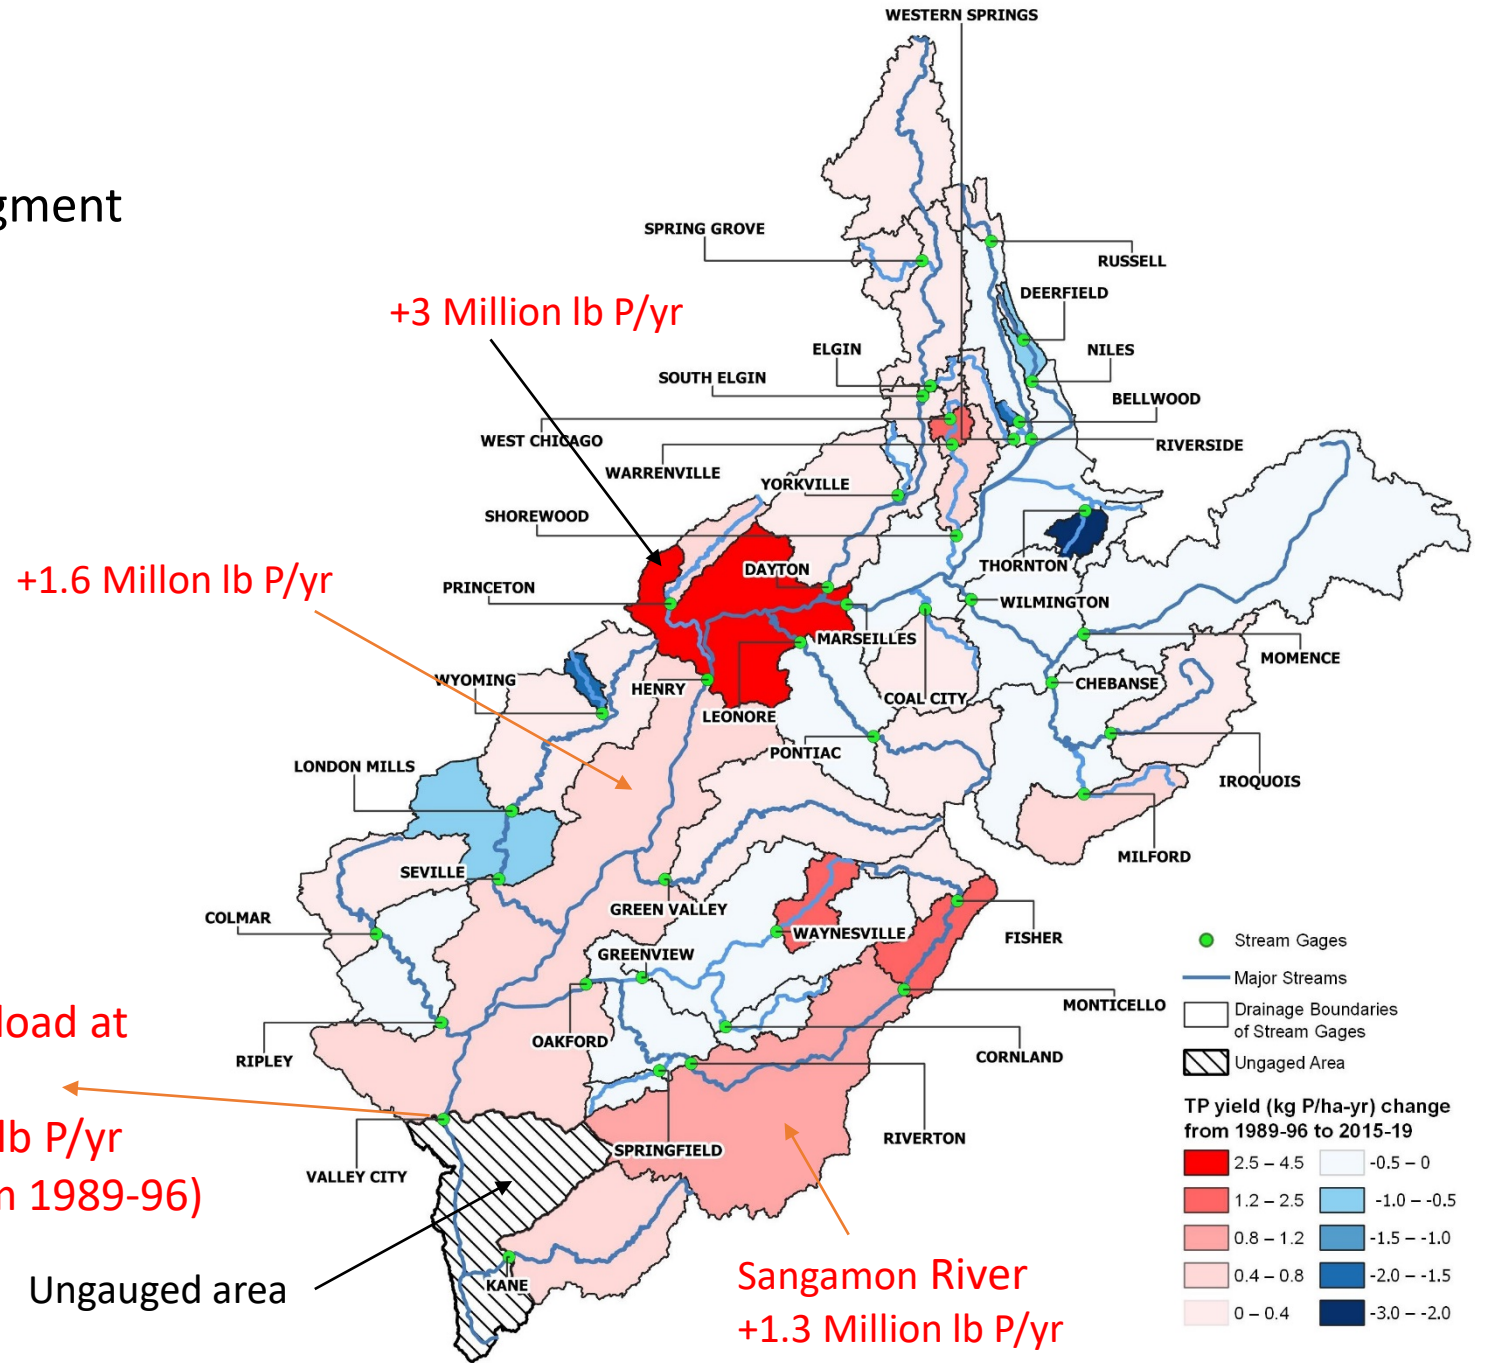 WESTERN SPRINGS
gment
SPRING GROVE
RUSSELL
DEERFIELD
+3 Million lb P/yr
ELGIN
NILES
SOUTH ELGIN
BELLWOOD
WEST CHICAGO
RIVERSIDE
WARRENVILLE
YORKVILLE
SHOREWOOD
THORNTON
DAYTON
+1.6 Millon lb P/yr
PRINCETON
WILMINGTON
MARSEILLES
MOMENCE
WYOMING
HENRY
CHEBANSE
COAL CITY
LEONORE
PONTIAC
LONDON MILLS
IROQUOIS
MILFORD
SEVILLE
GREEN VALLEY
COLMAR
WAYNESVILLE
FISHER
GREENVIEW
MONTICELLO
load at
OAKFORD
RIPLEY
CORNLAND
lb P/yr
RIVERTON
SPRINGFIELD
VALLEY CITY
n 1989-96)
Ungauged area
KANE
Sangamon River
+1.3 Million lb P/yr
Stream Gages
Major Streams
Drainage Boundaries
of Stream Gages
Ungaged Area
TP yield (kg P/ha-yr) change
from 1989-96 to 2015-19
2.5 – 4.5
-0.5 – 0
1.2 – 2.5
-1.0 – -0.5
0.8 – 1.2
-1.5 – -1.0
0.4 – 0.8
-2.0 – -1.5
0 – 0.4
-3.0 – -2.0